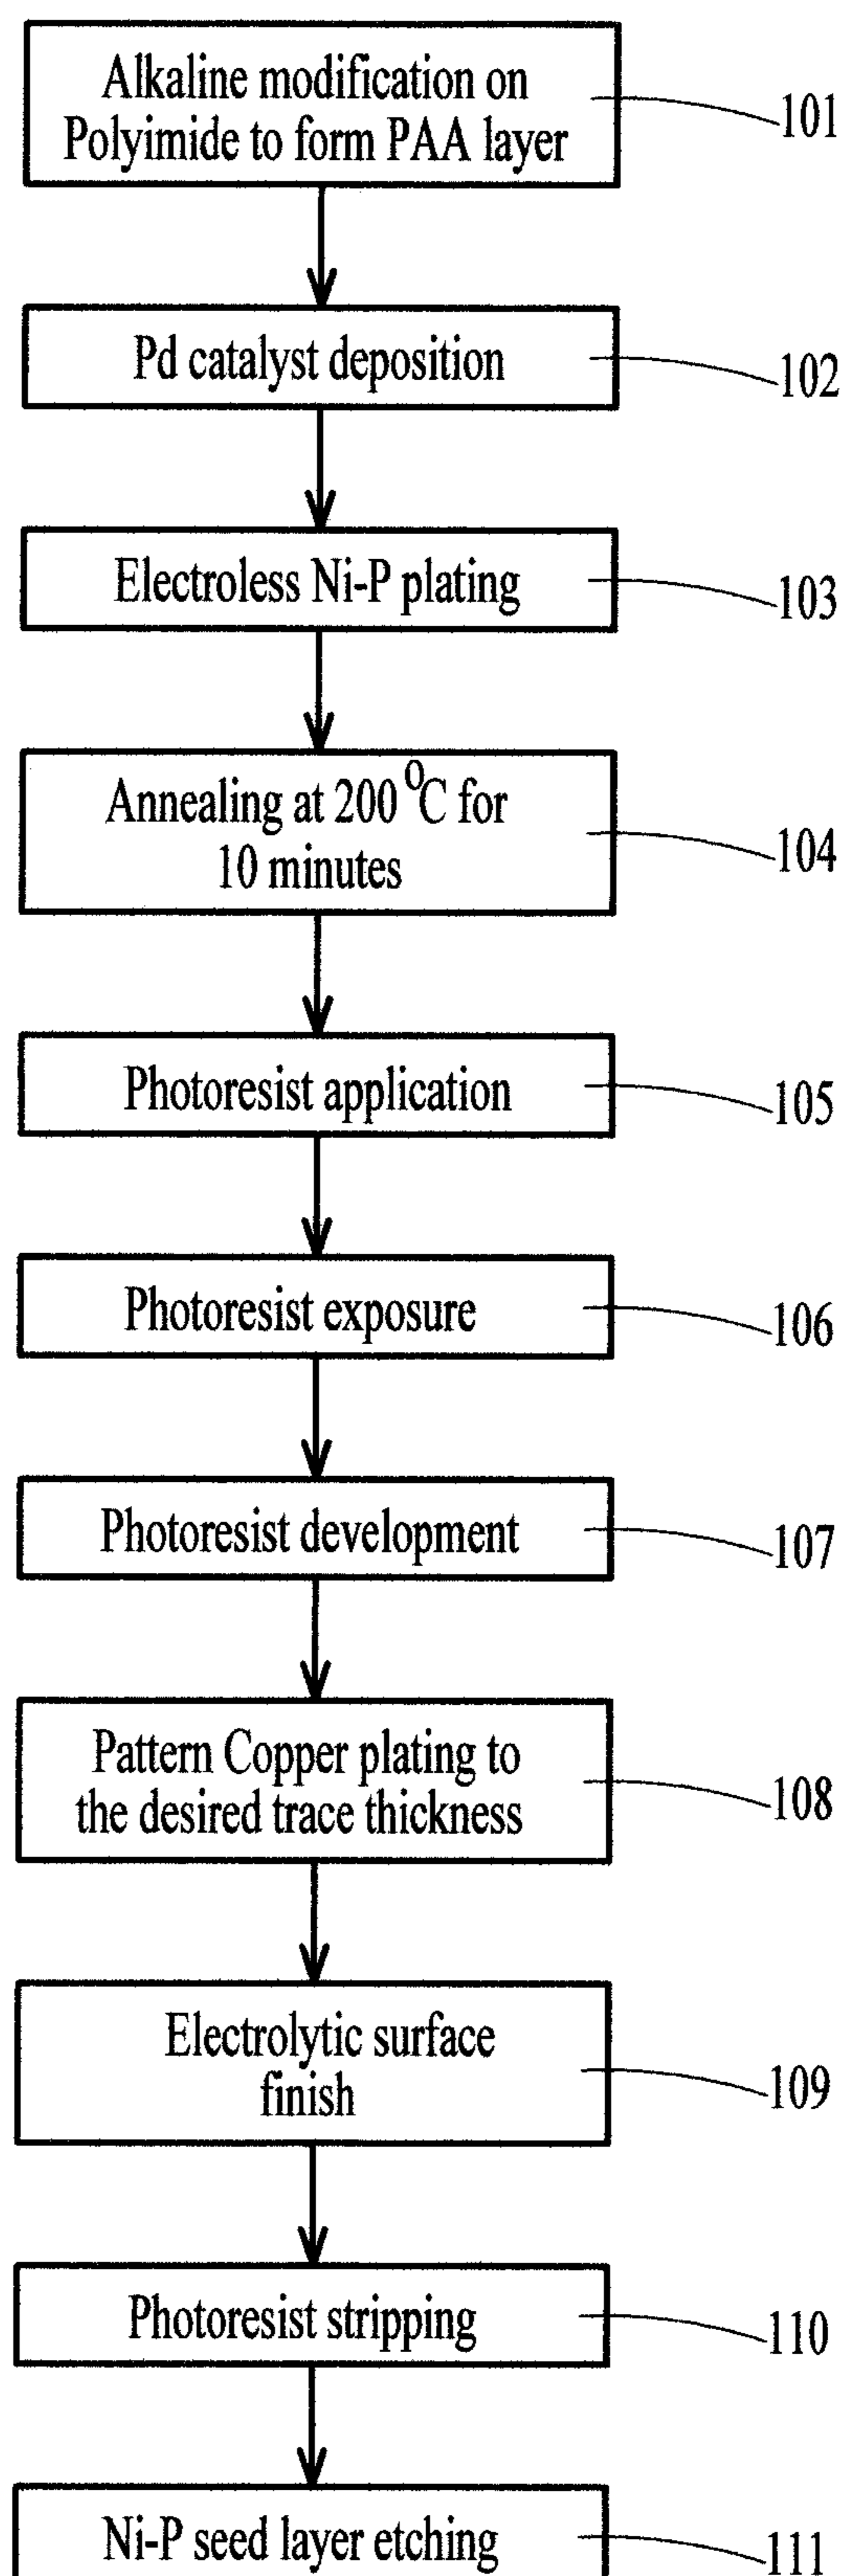 Alkaline modification on
Polyimide to form PAA layer
101
Pd catalyst deposition
102
Electroless Ni-P plating
103
Annealing at 200 °C for
10 minutes
104
Photoresist application
105
Photoresist exposure
106
Photoresist development
107
Pattern Copper plating to
the desired trace thickness
108
Electrolytic surface
finish
109
Photoresist stripping
110
Ni-P seed layer etching
111